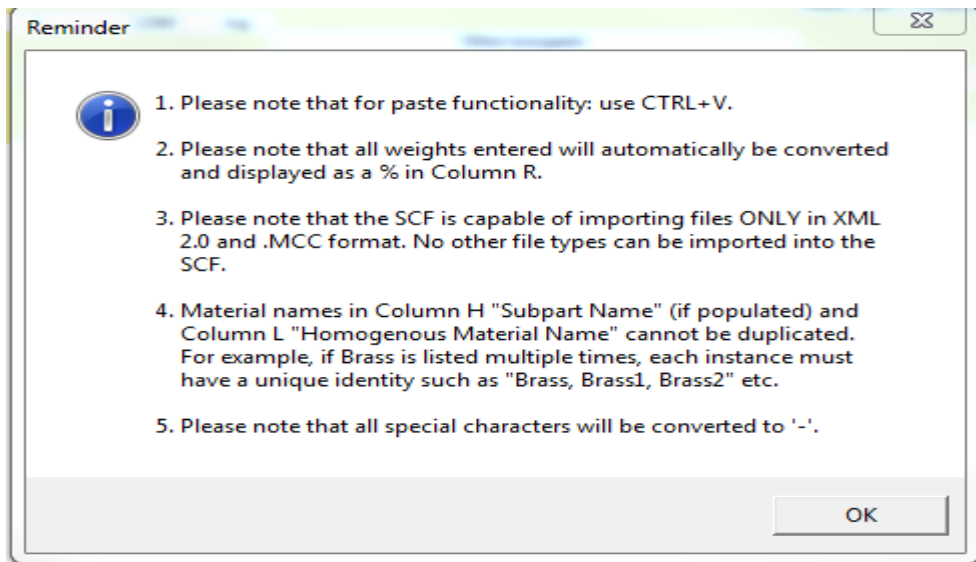 Reminder
1. Please note that for paste functionality: use CTRL+V.
2. Please note that all weights entered will automatically be converted
and displayed as a % in Column R.
3. Please note that the SCF is capable of importing files ONLY in XML
2.0 and .MCC format. No other file types can be imported into the
SCF.
4. Material names in Column H "Subpart Name" (if populated) and
Column L "Homogenous Material Name" cannot be duplicated.
For example, if Brass is listed multiple times, each instance must
have a unique identity such as "Brass, Brass1, Brass2" etc.
5. Please note that all special characters will be converted to '-'.
OK